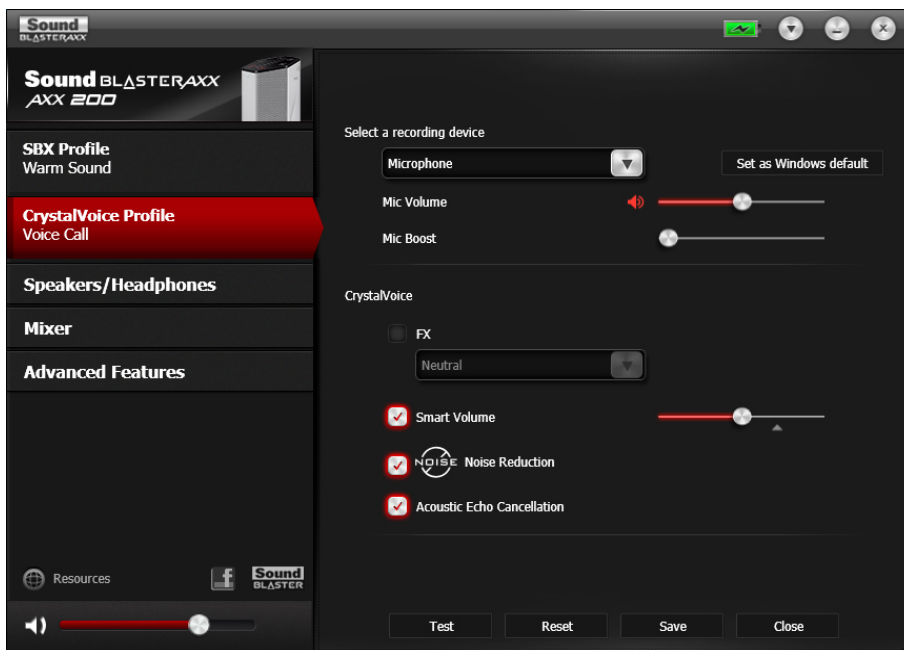 Sound
BLASTERAXX
Sound BLASTERAXX
AXX 200
SBX Profile
Warm Sound
CrystalVoice Profile
Voice Call
Speakers/Headphones
Mixer
Advanced Features
Resources
f
Sound
BLASTER
Select a recording device
Microphone
Set as Windows default
Mic Volume
Mic Boost
CrystalVoice
FX
Neutral
Smart Volume
NOISE Noise Reduction
Acoustic Echo Cancellation
Test Reset Save Close